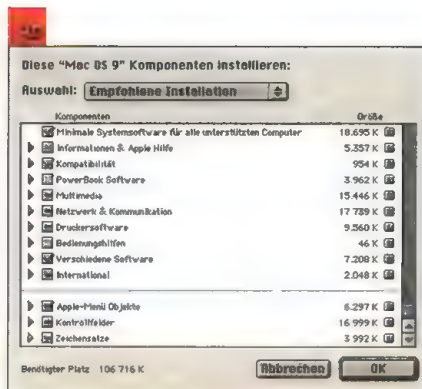 Diese "Mac OS 9" Komponenten installieren:
Auswahl: Empfohlene Installation
Komponenten Größe
Minimale Systemsoftware für alle unterstützten Computer 18.695 K
Informationen & Apple Hilfe 5.357 K
Kompatibilität 954 K
PowerBook Software 3.962 K
Multimedia 15.446 K
Netzwerk & Kommunikation 17 789 K
Druckersoftware 9.560 K
Bedienungshilfen 46 K
Verschiedene Software 7.208 K
International 2.048 K
Apple-Menü Objekte 6.297 K
Kontrollfelder 16 999 K
Zeichensatze 3 992 K
Benötigter Platz 106 716 K
Abbrechen OK